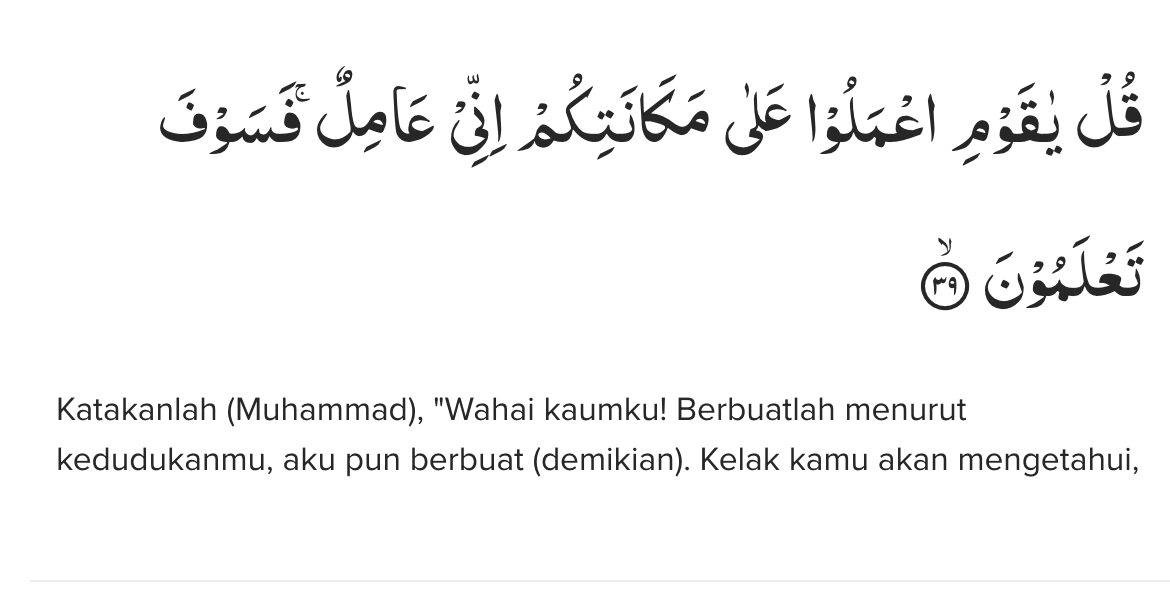 قُلْ يٰقَوْمِ اعْمَلُوْا عَلٰى مَكَانَتِكُمْ اِنِّيْ عَامِلٌ ۚفَسَوْفَ
تَعْلَمُوْنَ ۙ ٣٩
Katakanlah (Muhammad), "Wahai kaumku! Berbuatlah menurut
kedudukanmu, aku pun berbuat (demikian). Kelak kamu akan mengetahui,